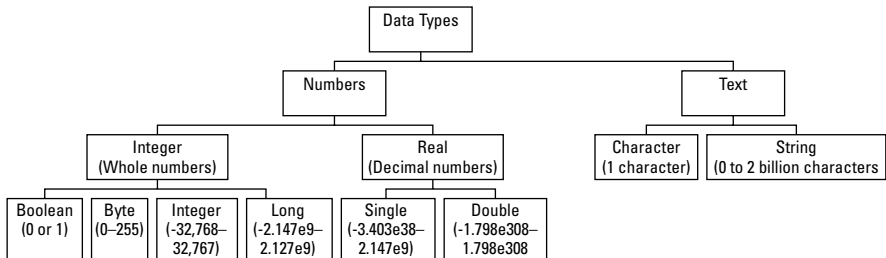 Data Types
Numbers
Text
Integer
(Whole numbers)
Real
(Decimal numbers)
Character
(1 character)
String
(0 to 2 billion characters
Boolean
(0 or 1)
Byte
(0–255)
Integer
(-32,768–
32,767)
Long
(-2.147e9–
2.127e9)
Single
(-3.403e38–
2.147e9)
Double
(-1.798e308–
1.798e308